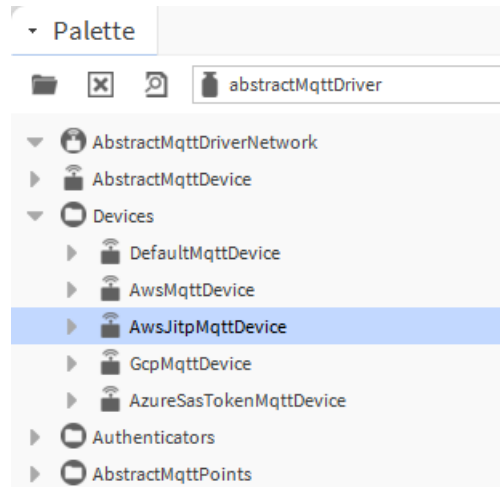 Palette
abstractMqttDriver
AbstractMqttDriverNetwork
AbstractMqttDevice
Devices
DefaultMqttDevice
AwsMqttDevice
AwsJitpMqttDevice
GcpMqttDevice
AzureSasTokenMqttDevice
Authenticators
AbstractMqttPoints